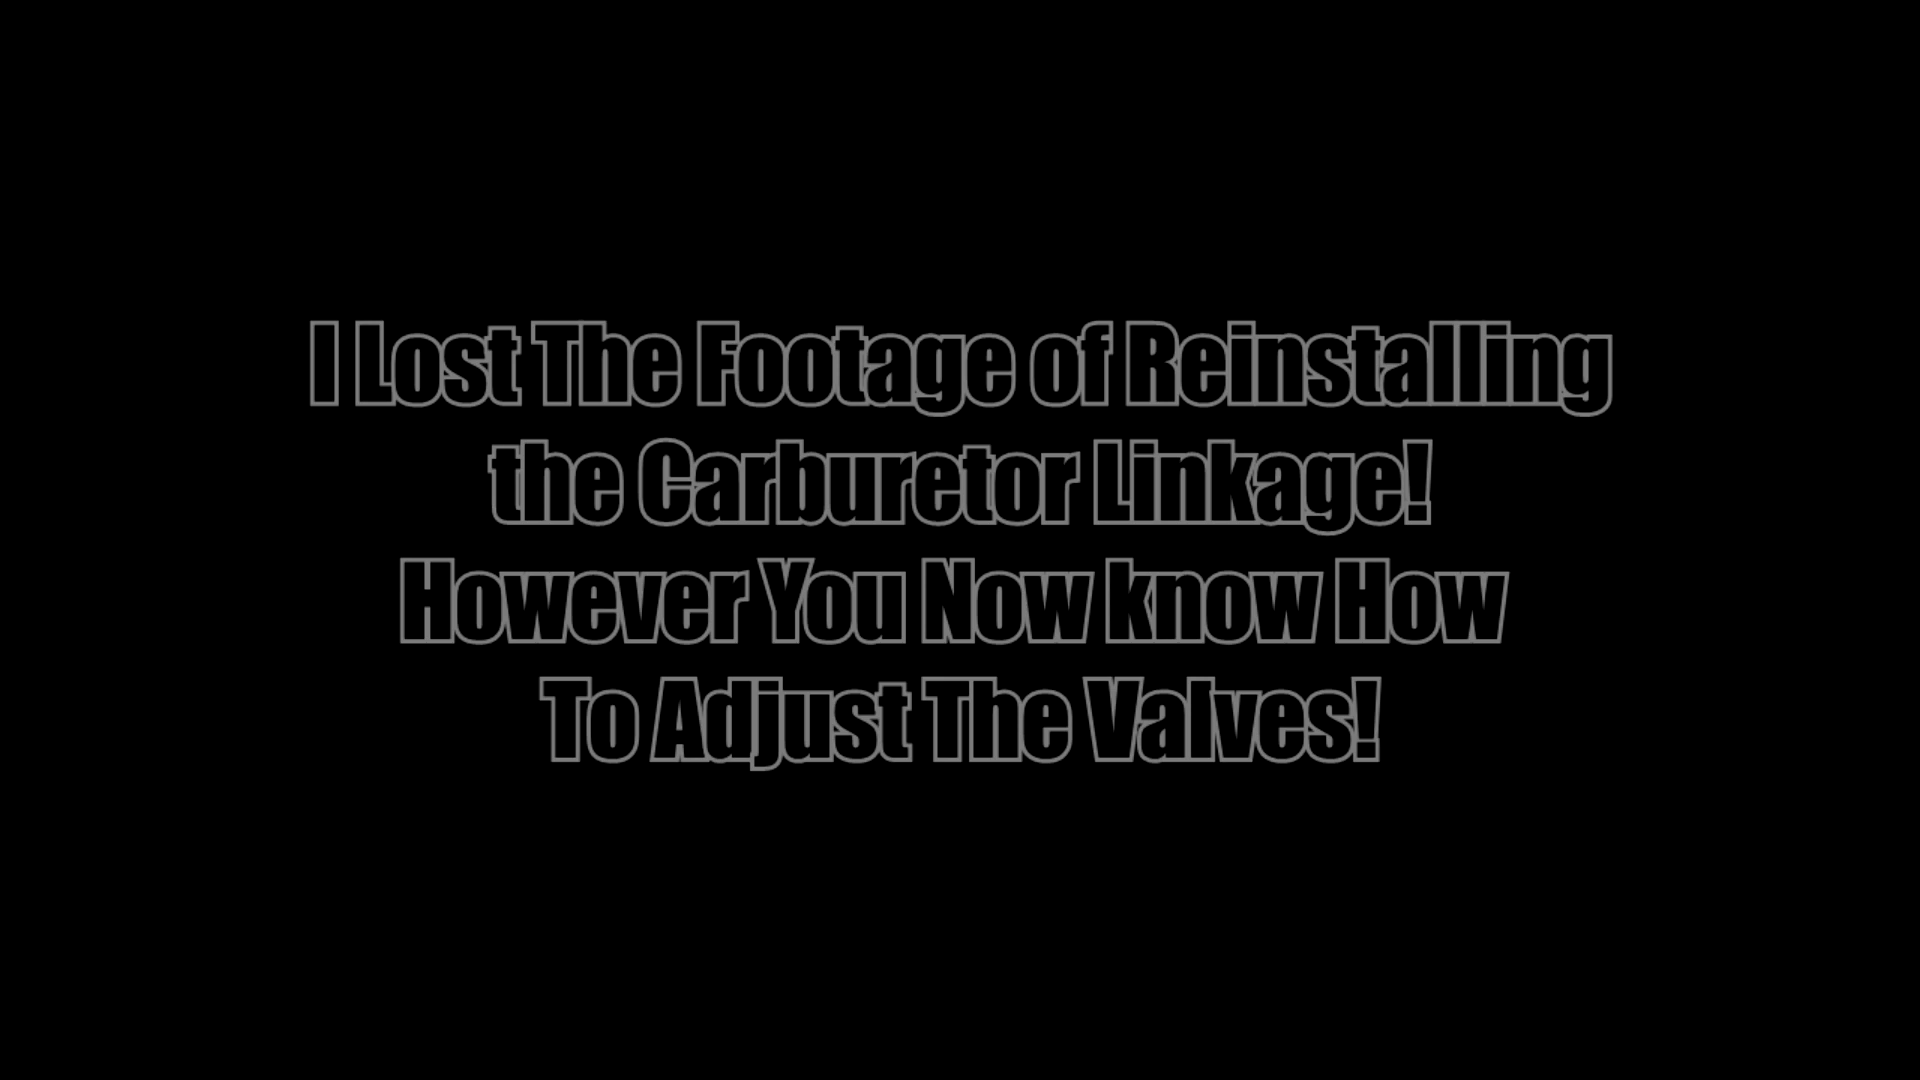 I Lost The Footage of Reinstalling
the Carburetor Linkage!
However You Now know How
To Adjust The Valves!